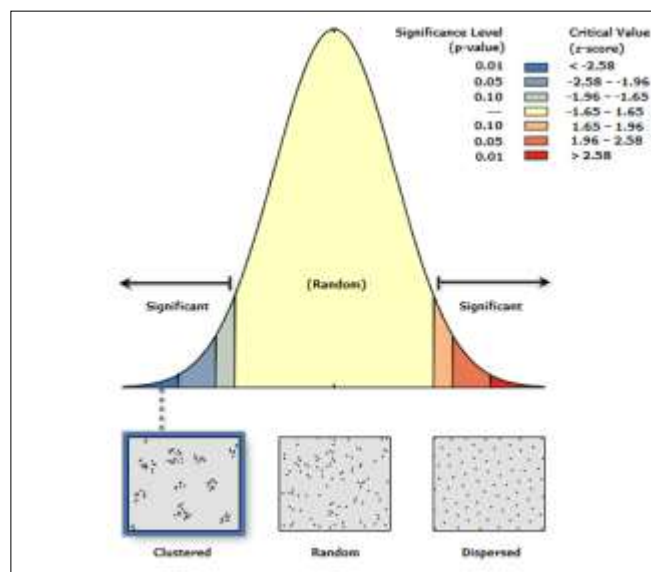 Significance Level Critical Value
(p-value) (z-score)
0.01 < -2.58
0.05 -2.58 – -1.96
0.10 -1.96 – -1.65
— -1.65 – 1.65
0.10 1.65 – 1.96
0.05 1.96 – 2.58
0.01 > 2.58
(Random)
Significant Significant
Clustered Random Dispersed